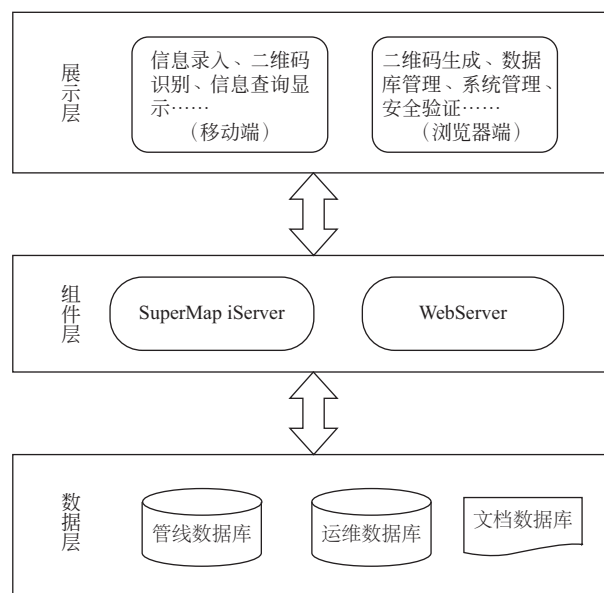 展示层
信息录入、二维码
识别、信息查询显
示……
（移动端）
二维码生成、数据
库管理、系统管理、
安全验证……
（浏览器端）
组件层
SuperMap iServer
WebServer
数据层
管线数据库
运维数据库
文档数据库